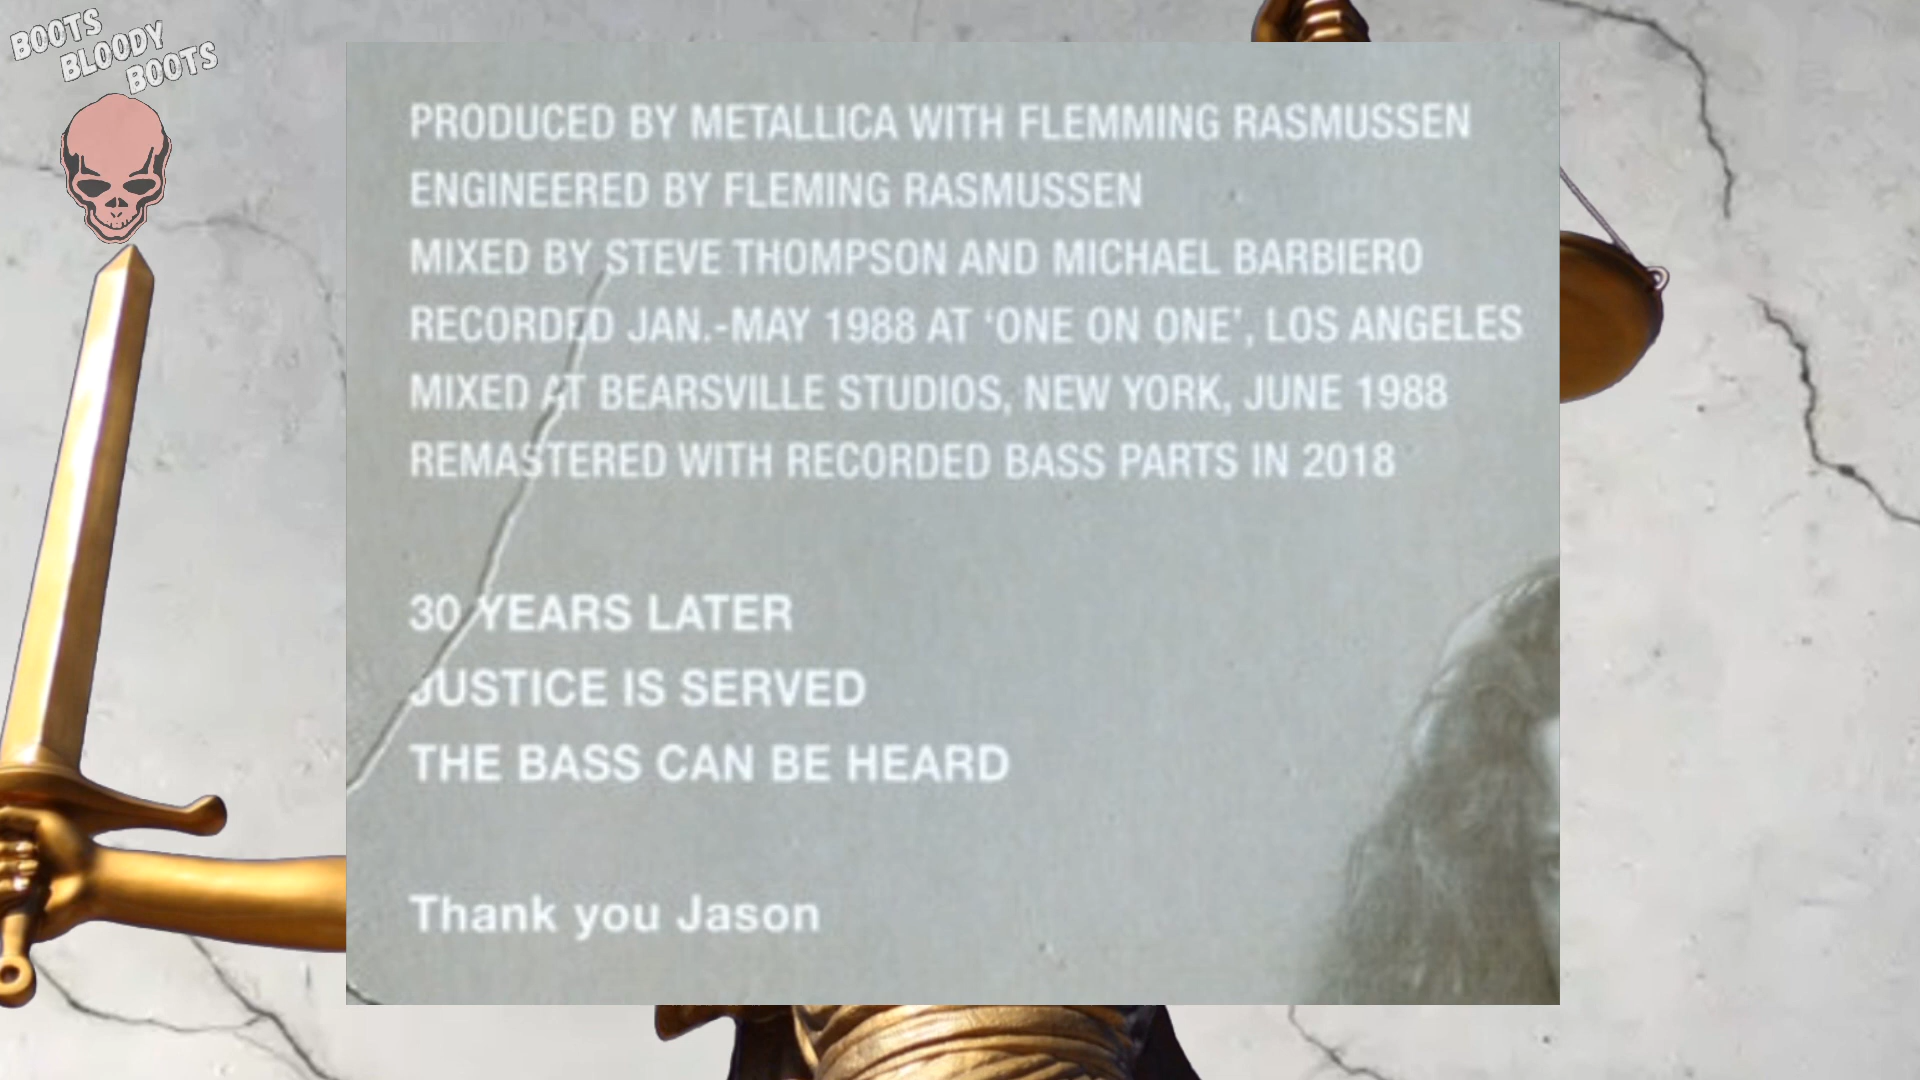 BOOTS
BLOODY
BOOTS
PRODUCED BY METALLICA WITH FLEMMING RASMUSSEN
ENGINEERED BY FLEMING RASMUSSEN
MIXED BY STEVE THOMPSON AND MICHAEL BARBIERO
RECORDED JAN.-MAY 1988 AT ‘ONE ON ONE’, LOS ANGELES
MIXED AT BEARSVILLE STUDIOS, NEW YORK, JUNE 1988
REMASTERED WITH RECORDED BASS PARTS IN 2018
30 YEARS LATER
JUSTICE IS SERVED
THE BASS CAN BE HEARD
Thank you Jason